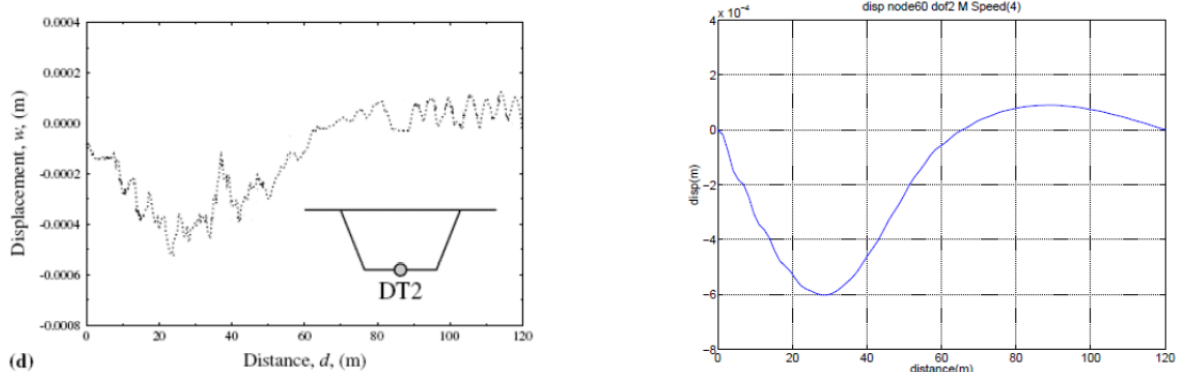 0.0004
0.0002
0.0000
-0.0002
-0.0004
-0.0006
-0.0008
Displacement, w, (m)
DT2
0 20 40 60 80 100 120
(d) Distance, d, (m)
disp node60 dof2 M Speed(4)
x 10⁻⁴
4
2
0
−2
−4
−6
−8
disp(m)
0 20 40 60 80 100 120
distance(m)